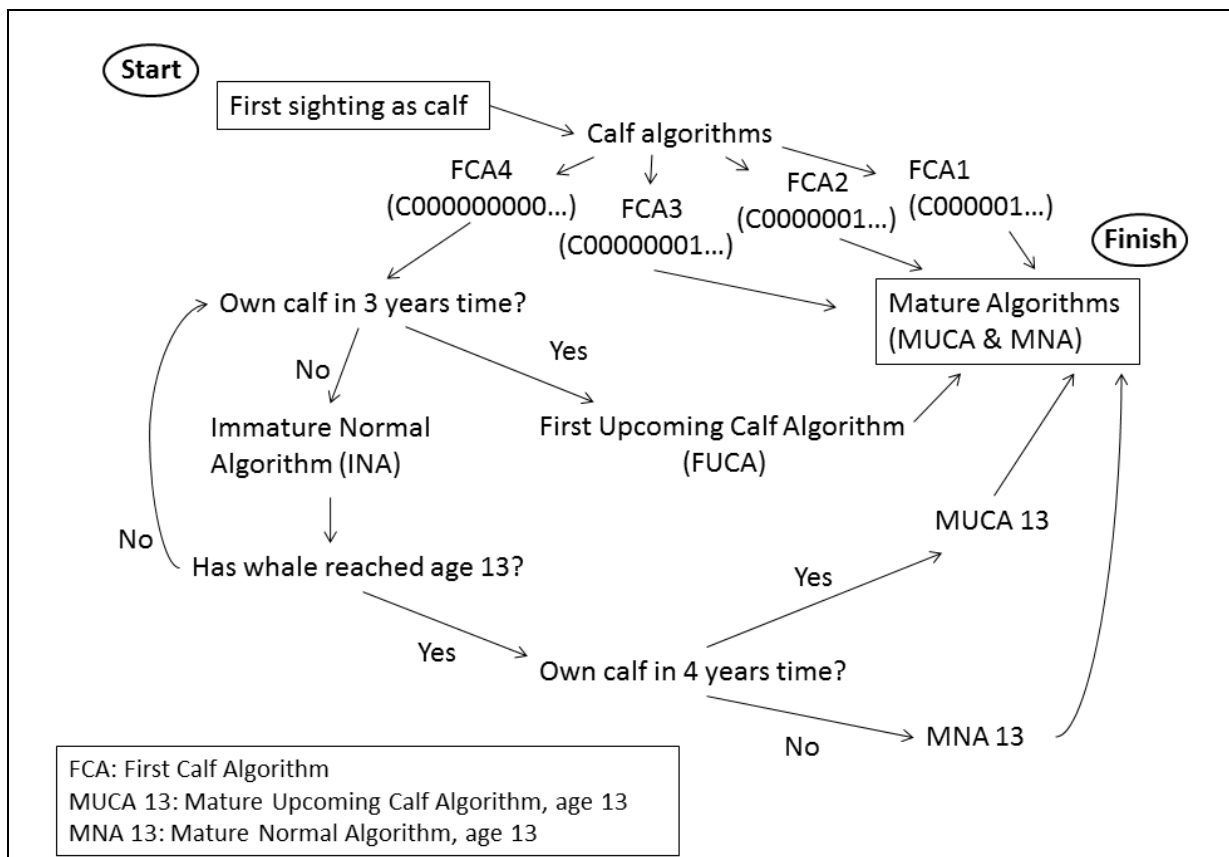 Start
First sighting as calf
Calf algorithms
FCA4
(C000000000...)
FCA3
(C00000001...)
FCA2
(C0000001...)
FCA1
(C000001...)
Finish
Mature Algorithms
(MUCA & MNA)
Own calf in 3 years time?
No
Yes
Immature Normal
Algorithm (INA)
First Upcoming Calf Algorithm
(FUCA)
No
Has whale reached age 13?
MUCA 13
Yes
Yes
Own calf in 4 years time?
No
MNA 13
FCA: First Calf Algorithm
MUCA 13: Mature Upcoming Calf Algorithm, age 13
MNA 13: Mature Normal Algorithm, age 13